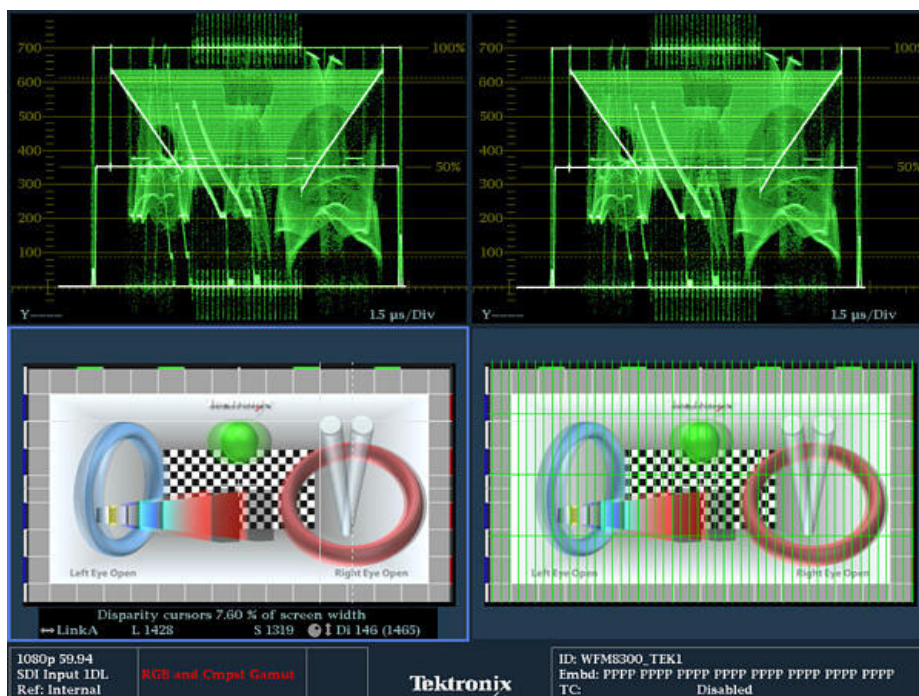 700
100%
600
500
400
50%
300
200
100
Y----
1.5 µs/Div
700
100%
600
500
400
50%
300
200
100
Y----
1.5 µs/Div
Left Eye Open
Right Eye Open
Left Eye Open
Right Eye Open
Disparity cursors 7.60 % of screen width
LinkA L 1428 S 1319 Di 146 (1465)
1080p 59.94
SDI Input 1DL
Ref: Internal
RGB and Cmpst Gamut
Tektronix
ID: WFM8300_TEK1
Embd: PPPP PPPP PPPP PPPP PPPP PPPP PPPP PPPP
TC: Disabled